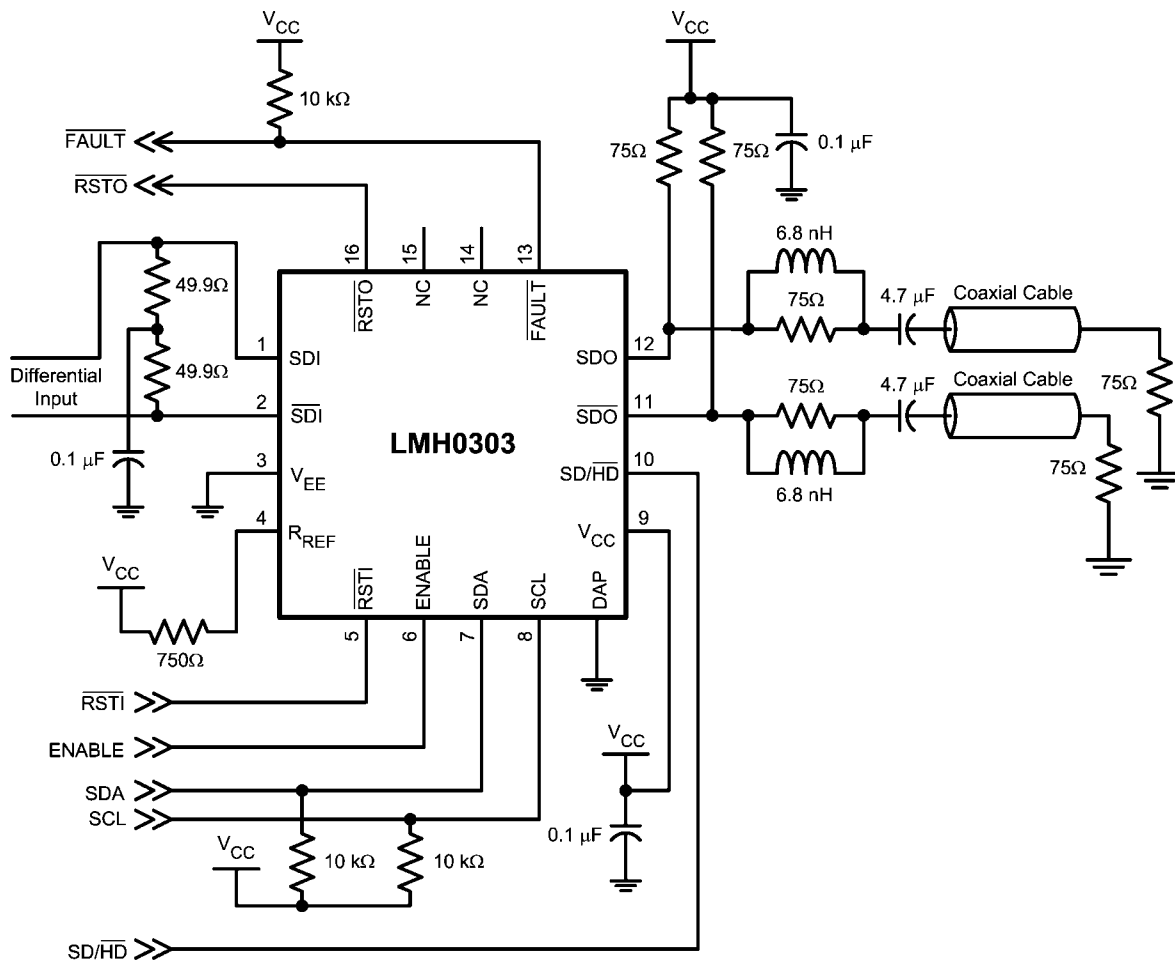 VCC
VCC
10 kΩ
FAULT
75Ω
75Ω
0.1 µF
RSTO
16
15
14
13
6.8 nH
RSTO
NC
NC
FAULT
49.9Ω
75Ω
4.7 µF
Coaxial Cable
1
SDI
SDO
12
Differential
Input
49.9Ω
75Ω
4.7 µF
Coaxial Cable
75Ω
2
SDI
SDO
11
LMH0303
0.1 µF
3
VEE
SD/HD
10
6.8 nH
75Ω
4
RREF
VCC
9
VCC
RSTI
ENABLE
SDA
SCL
DAP
750Ω
5
6
7
8
RSTI
ENABLE
VCC
SDA
SCL
0.1 µF
VCC
10 kΩ
10 kΩ
SD/HD